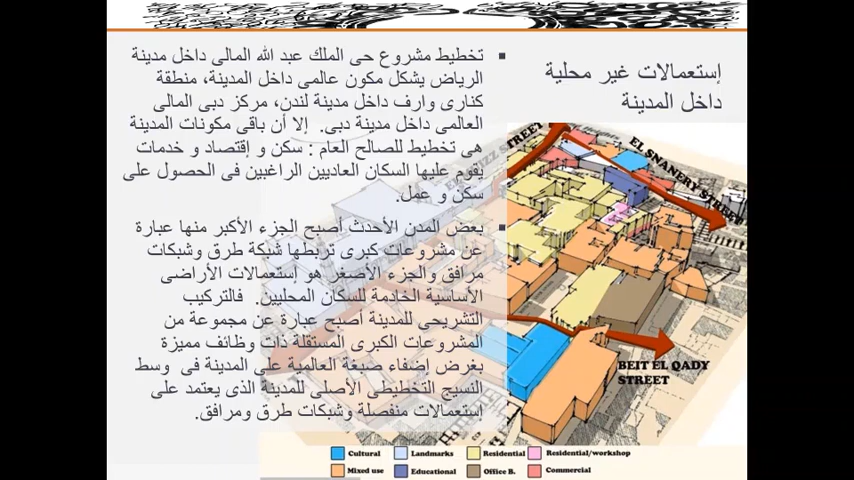 إستعمالات غير محلية
داخل المدينة
تخطيط مشروع حى الملك عبد الله المالى داخل مدينة
الرياض يشكل مكون عالمى داخل المدينة، منطقة
كنارى وارف داخل مدينة لندن، مركز دبى المالى
العالمى داخل مدينة دبى. إلا أن باقى مكونات المدينة
هى تخطيط للصالح العام : سكن و إقتصاد و خدمات
يقوم عليها السكان العاديين الراغبين فى الحصول على
سكن و عمل.
بعض المدن الأحدث أصبح الجزء الأكبر منها عبارة
عن مشروعات كبرى تربطها شبكة طرق وشبكات
مرافق والجزء الأصغر هو إستعمالات الأراضى
الأساسية الخادمة للسكان المحليين. فالتركيب
التشريحي للمدينة أصبح عبارة عن مجموعة من
المشروعات الكبرى المستقلة ذات وظائف مميزة
بغرض إضفاء صبغة العالمية على المدينة فى وسط
النسيج التخطيطى الأصلى للمدينة الذى يعتمد على
استعمالات منفصلة وشبكات طرق ومرافق.
STREET
EL SNANERY STREET
BEIT EL QADY
STREET
Cultural Landmarks Residential Residential/workshop
Mixed use Educational Office B. Commercial